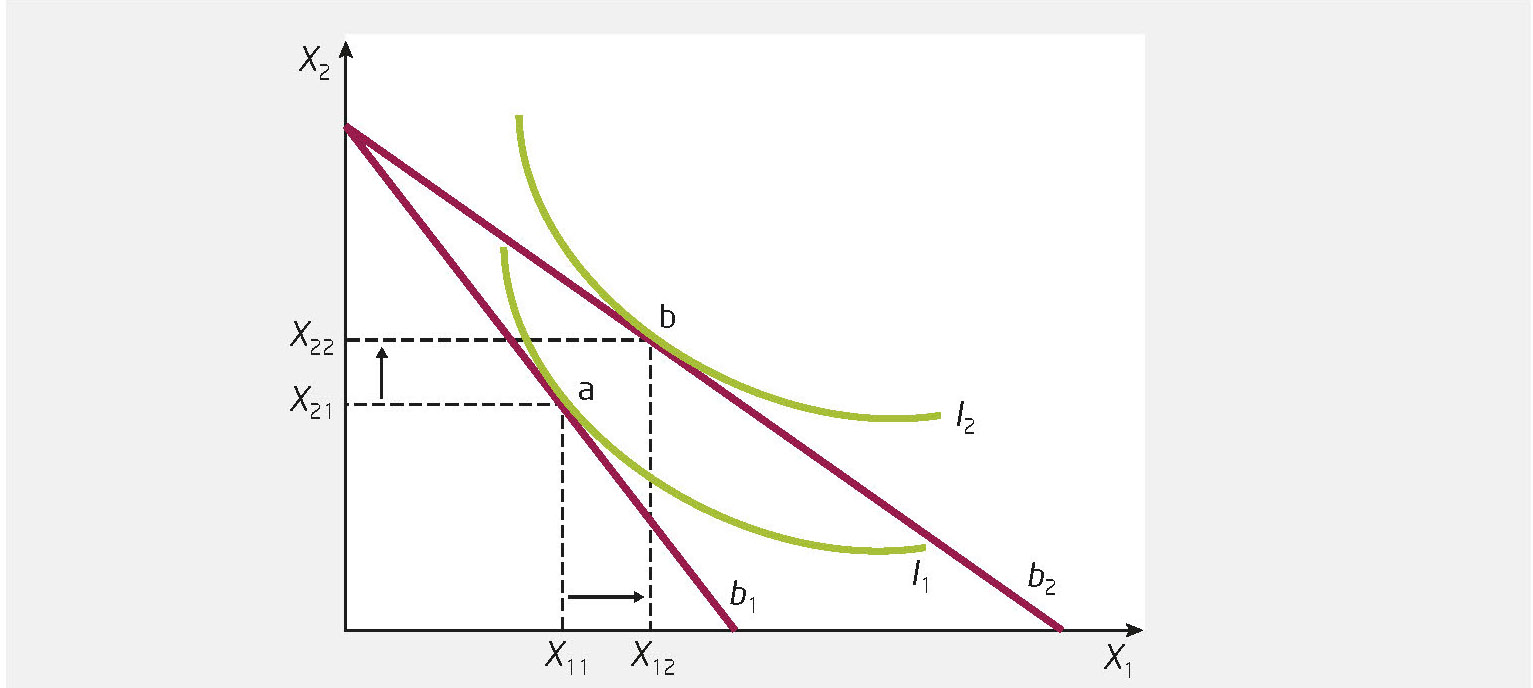 X₂
b
X₂₂
a
X₂₁
I₂
I₁
b₂
b₁
X₁₁
X₁₂
X₁